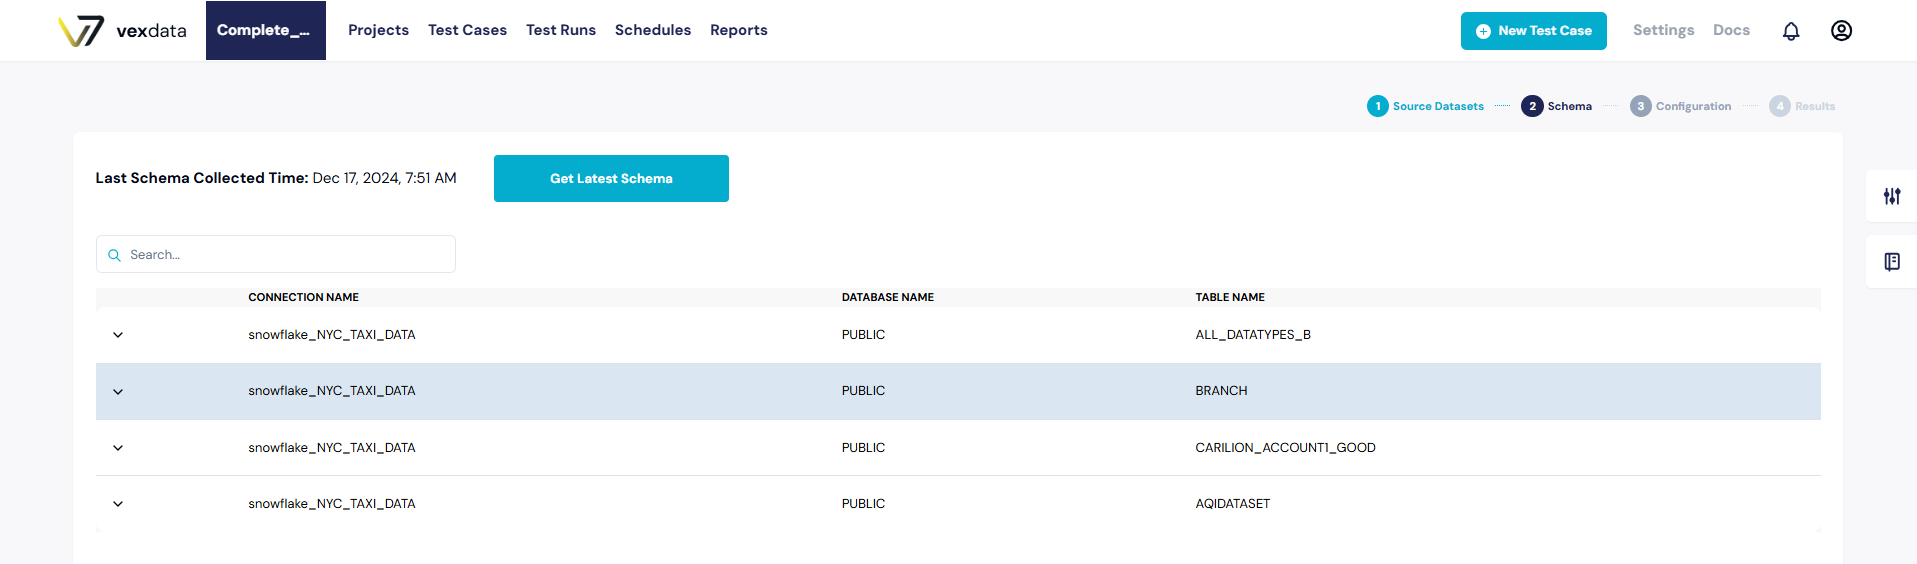 vexdata Complete_... Projects Test Cases Test Runs Schedules Reports New Test Case Settings Docs
1 Source Datasets 2 Schema 3 Configuration 4 Results
Last Schema Collected Time: Dec 17, 2024, 7:51 AM Get Latest Schema
Search...
CONNECTION NAME DATABASE NAME TABLE NAME
snowflake_NYC_TAXI_DATA PUBLIC ALL_DATATYPES_B
snowflake_NYC_TAXI_DATA PUBLIC BRANCH
snowflake_NYC_TAXI_DATA PUBLIC CARILION_ACCOUNT1_GOOD
snowflake_NYC_TAXI_DATA PUBLIC AQIDATASET